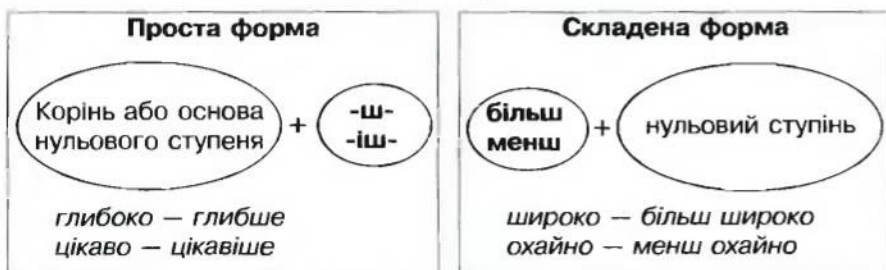 Проста форма
Корінь або основа
нульового ступеня
+
-ш-
-іш-
глибоко — глибше
цікаво — цікавіше
Складена форма
більш
менш
+
нульовий ступінь
широко — більш широко
охайно — менш охайно